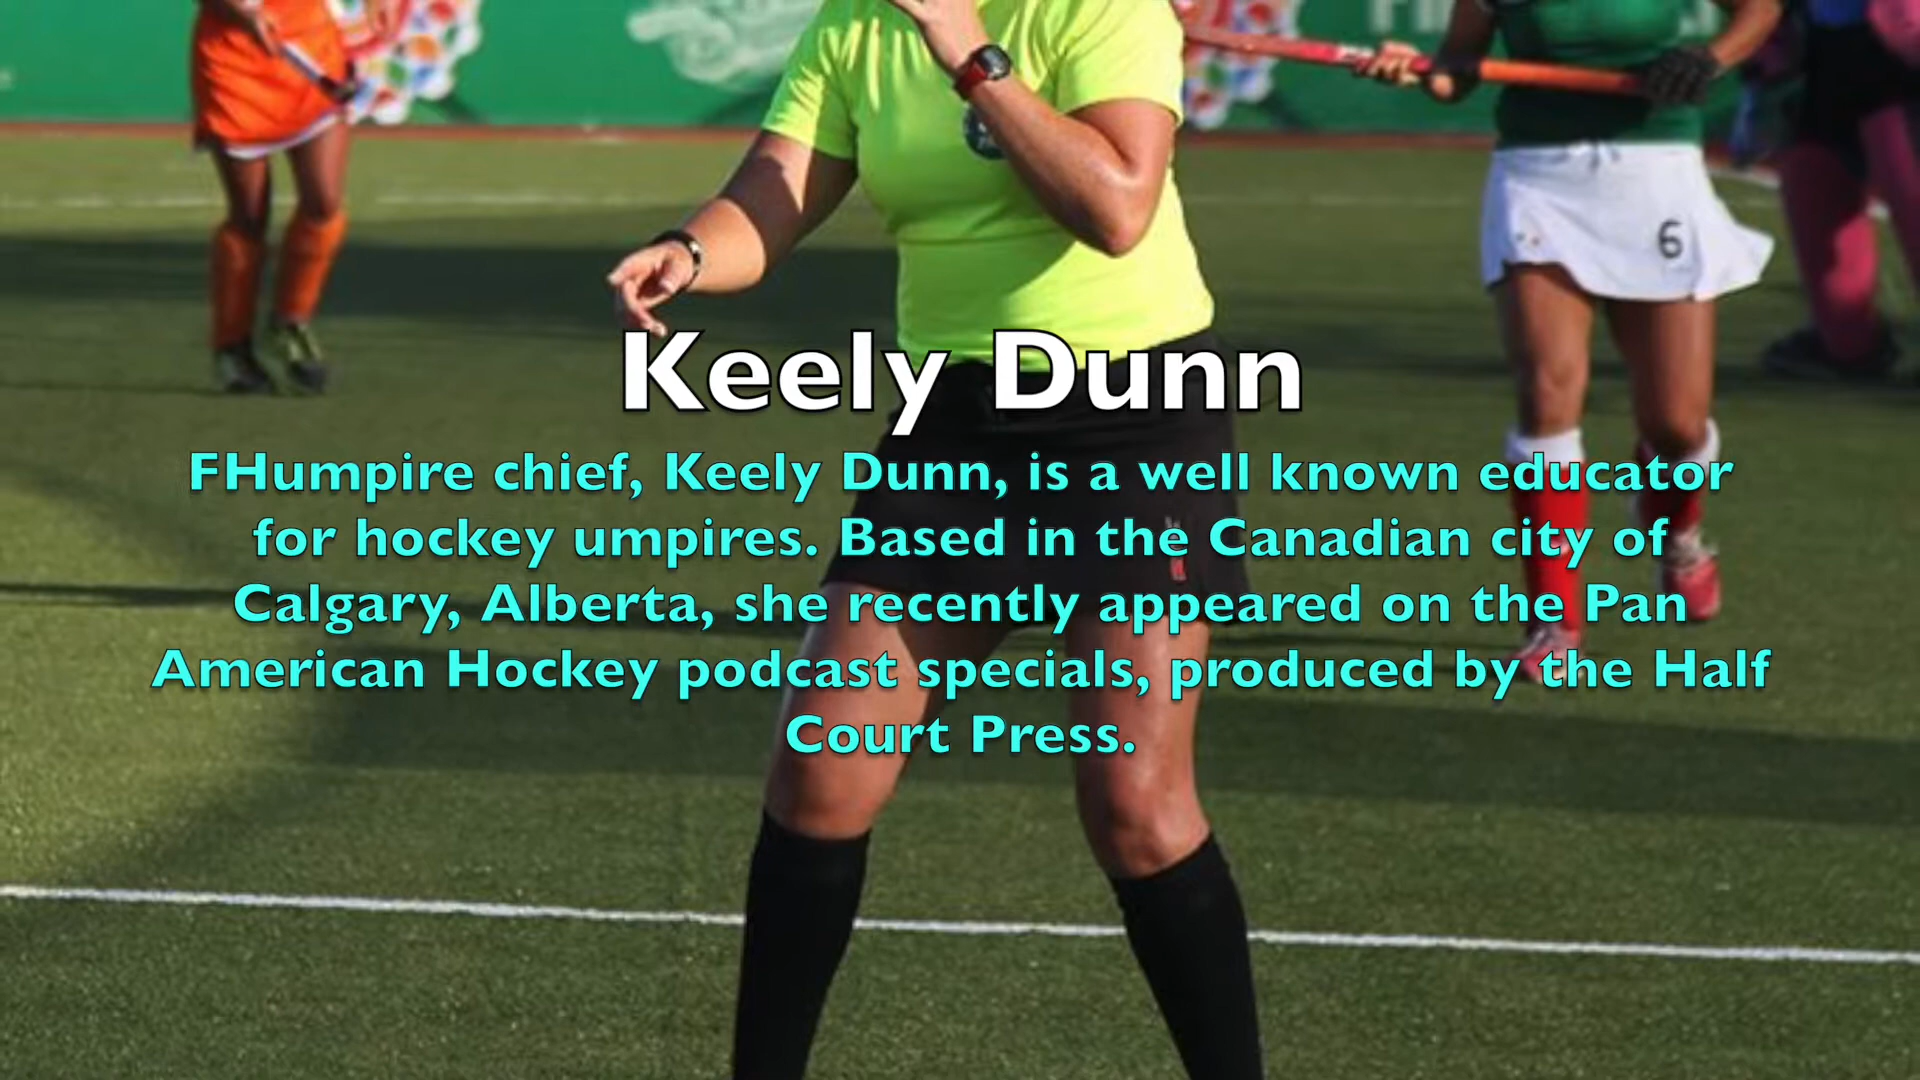 Keely Dunn
FHumpire chief, Keely Dunn, is a well known educator
for hockey umpires. Based in the Canadian city of
Calgary, Alberta, she recently appeared on the Pan
American Hockey podcast specials, produced by the Half
Court Press.
6